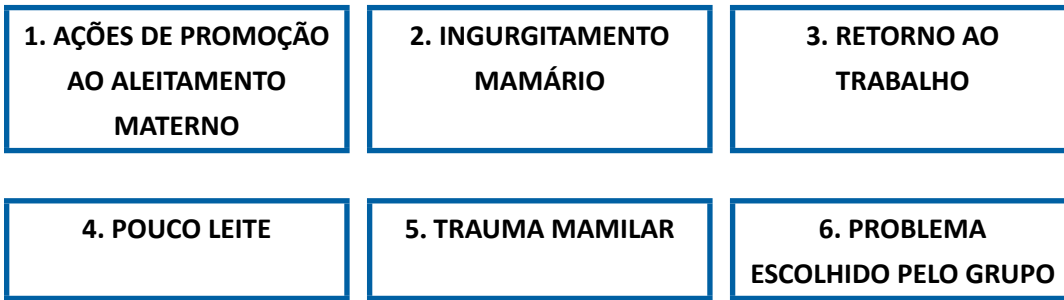 1. AÇÕES DE PROMOÇÃO
AO ALEITAMENTO
MATERNO
2. INGURGITAMENTO
MAMÁRIO
3. RETORNO AO
TRABALHO
4. POUCO LEITE
5. TRAUMA MAMILAR
6. PROBLEMA
ESCOLHIDO PELO GRUPO